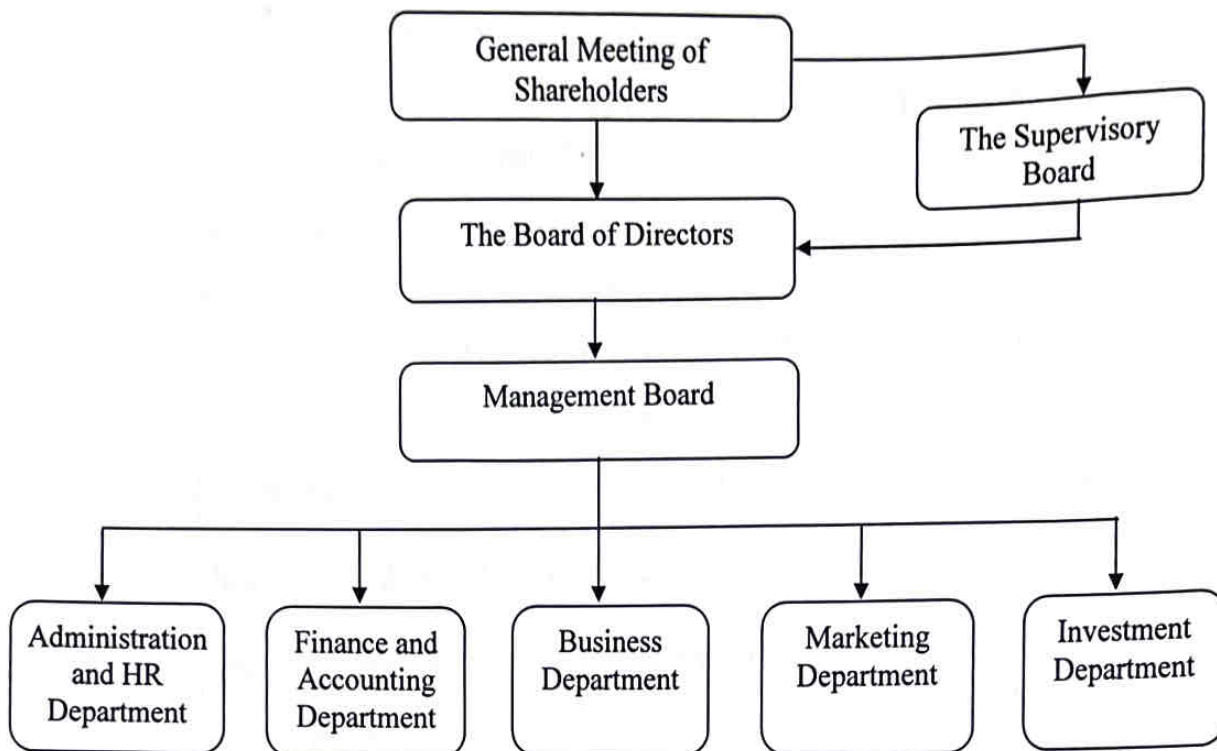 General Meeting of
Shareholders
The Supervisory
Board
The Board of Directors
Management Board
Administration
and HR
Department
Finance and
Accounting
Department
Business
Department
Marketing
Department
Investment
Department